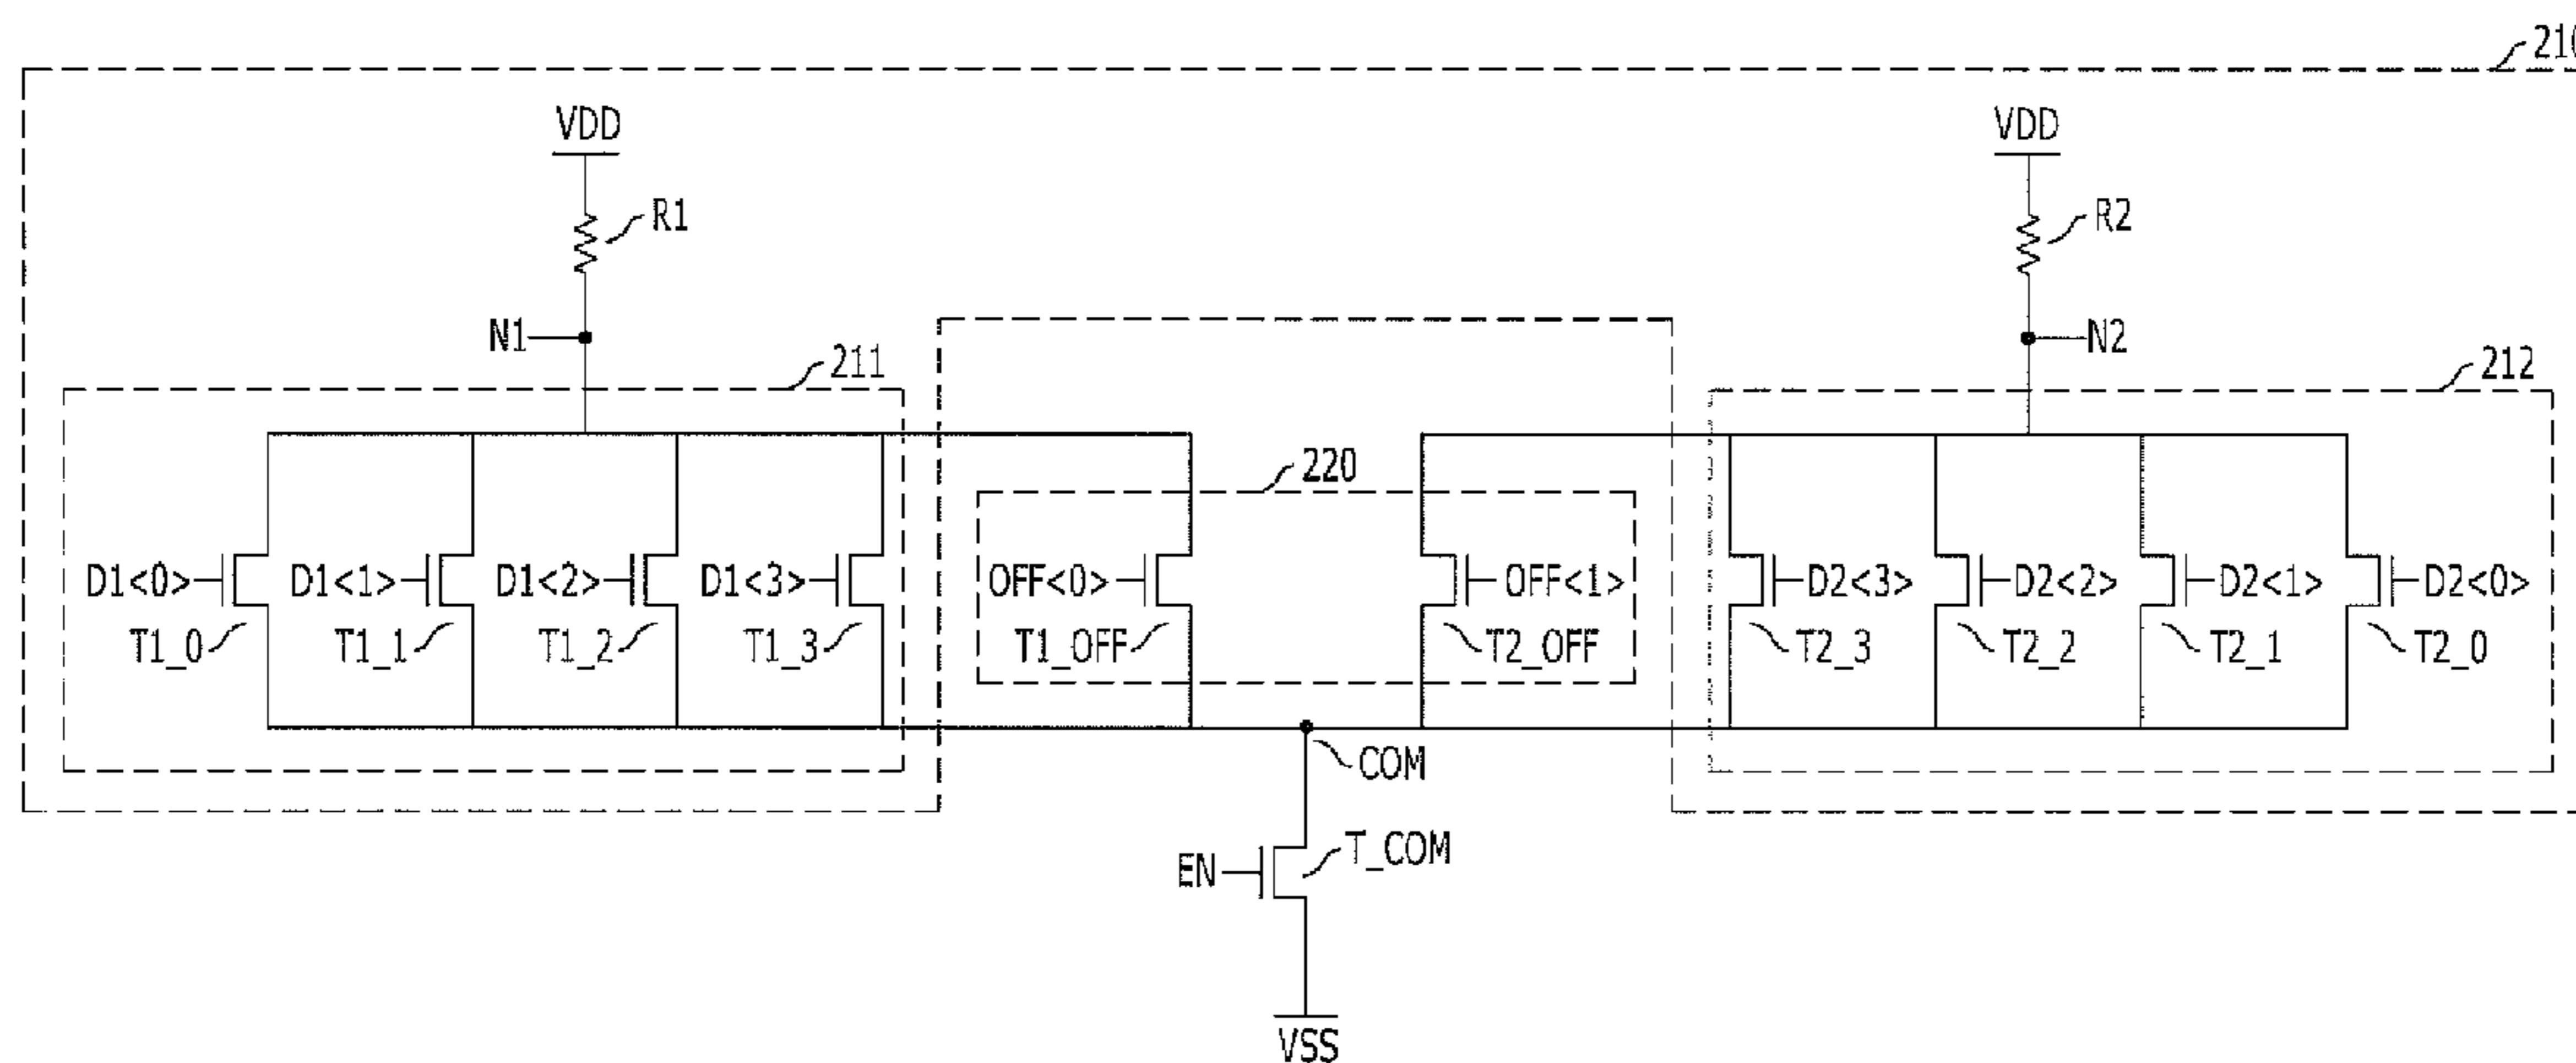 210
VDD
VDD
R1
R2
N1
N2
211
212
220
D1<0>
D1<1>
D1<2>
D1<3>
OFF<0>
OFF<1>
D2<3>
D2<2>
D2<1>
D2<0>
T1_0
T1_1
T1_2
T1_3
T1_OFF
T2_OFF
T2_3
T2_2
T2_1
T2_0
COM
EN
T_COM
VSS